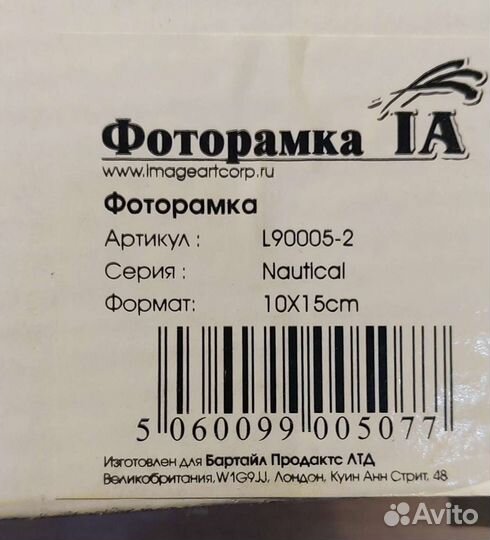 Фоторамка IA
www.imageartcorp.ru
Фоторамка
Артикул : L90005-2
Серия : Nautical
Формат: 10X15cm
5 060099 005077
Изготовлен для Бартайл Продактс ЛТД
Великобритания, W1G9JJ, Лондон, Куин Анн Стрит, 48
Avito